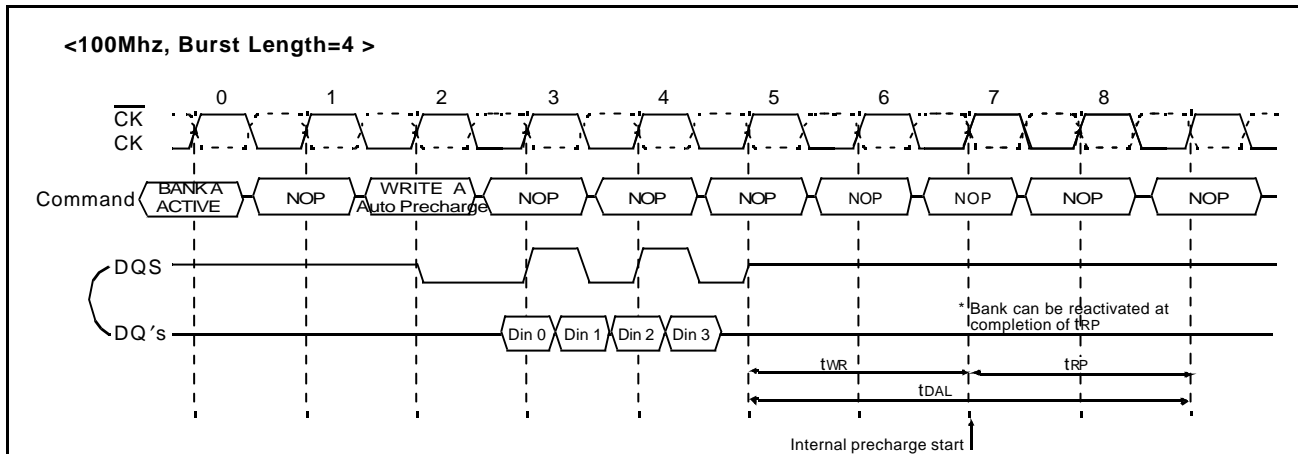 <100Mhz, Burst Length=4 >
0 1 2 3 4 5 6 7 8
CK
CK
Command
BANK A
ACTIVE
NOP
WRITE A
Auto Precharge
NOP
NOP
NOP
NOP
NOP
NOP
NOP
DQS
DQ's
Din 0 Din 1 Din 2 Din 3
* Bank can be reactivated at
completion of tRP
tWR
tRP
tDAL
Internal precharge start